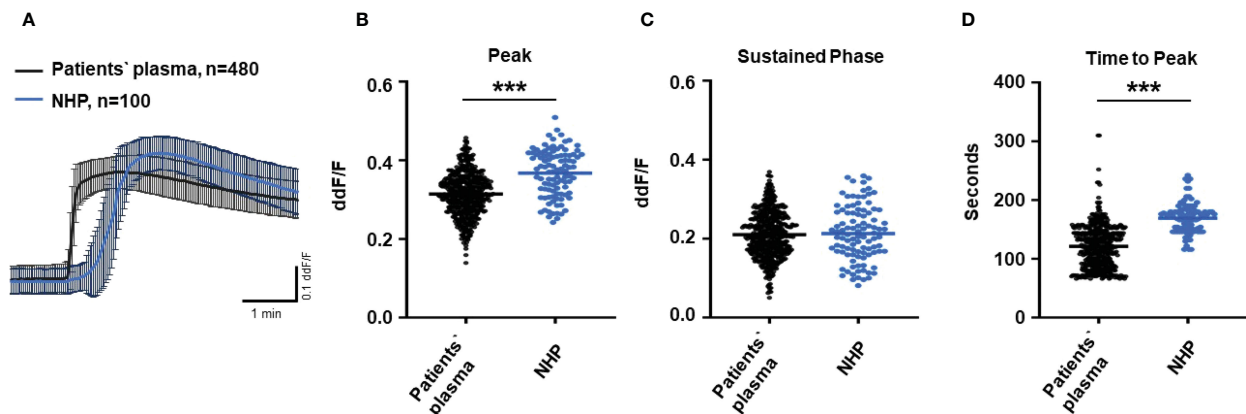 A
Patients` plasma, n=480
NHP, n=100
0.1 ddF/F
1 min
B
Peak
0.6
***
0.4
ddF/F
0.2
0.0
Patients`
plasma
NHP
C
Sustained Phase
0.6
0.4
ddF/F
0.2
0.0
Patients`
plasma
NHP
D
Time to Peak
400
***
300
Seconds
200
100
0
Patients`
plasma
NHP